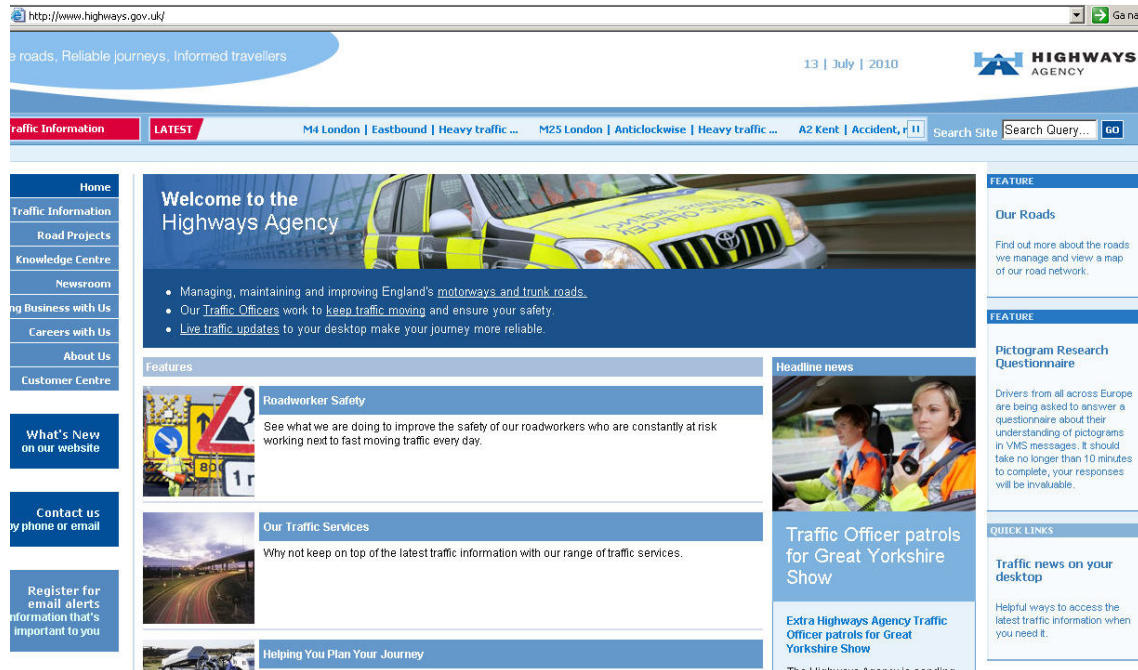 http://www.highways.gov.uk/
Ga na
e roads, Reliable journeys, Informed travellers
13 | July | 2010
HIGHWAYS
AGENCY
raffic Information
LATEST
M4 London | Eastbound | Heavy traffic ... M25 London | Anticlockwise | Heavy traffic ... A2 Kent | Accident, r
Search Site
Search Query...
GO
Home
Traffic Information
Road Projects
Knowledge Centre
Newsroom
ng Business with Us
Careers with Us
About Us
Customer Centre
What's New
on our website
Contact us
by phone or email
Register for
email alerts
nformation that's
important to you
Welcome to the
Highways Agency
TRAFFIC OFFICER
• Managing, maintaining and improving England's motorways and trunk roads.
• Our Traffic Officers work to keep traffic moving and ensure your safety.
• Live traffic updates to your desktop make your journey more reliable.
Features
Roadworker Safety
See what we are doing to improve the safety of our roadworkers who are constantly at risk
working next to fast moving traffic every day.
800
1
Our Traffic Services
Why not keep on top of the latest traffic information with our range of traffic services.
Helping You Plan Your Journey
Headline news
Traffic Officer patrols
for Great Yorkshire
Show
Extra Highways Agency Traffic
Officer patrols for Great
Yorkshire Show
The Highways Agency is sending
FEATURE
Our Roads
Find out more about the roads
we manage and view a map
of our road network.
FEATURE
Pictogram Research
Questionnaire
Drivers from all across Europe
are being asked to answer a
questionnaire about their
understanding of pictograms
in VMS messages. It should
take no longer than 10 minutes
to complete, your responses
will be invaluable.
QUICK LINKS
Traffic news on your
desktop
Helpful ways to access the
latest traffic information when
you need it.